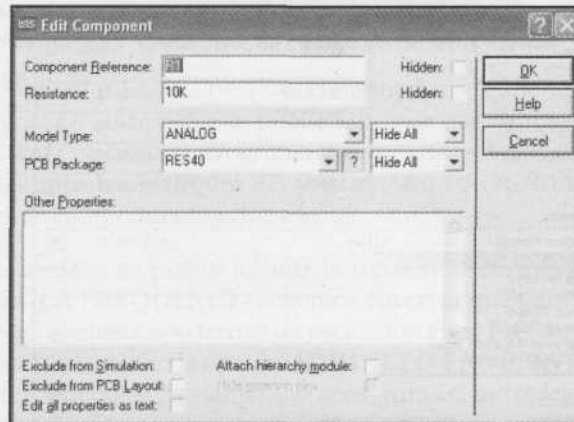 isis Edit Component
Component Reference: R1 Hidden:
Resistance: 10K Hidden:
Model Type: ANALOG Hide All
PCB Package: RES40 ? Hide All
Other Properties:
Exclude from Simulation: Attach hierarchy module:
Exclude from PCB Layout:
Edit all properties as text:
OK
Help
Cancel